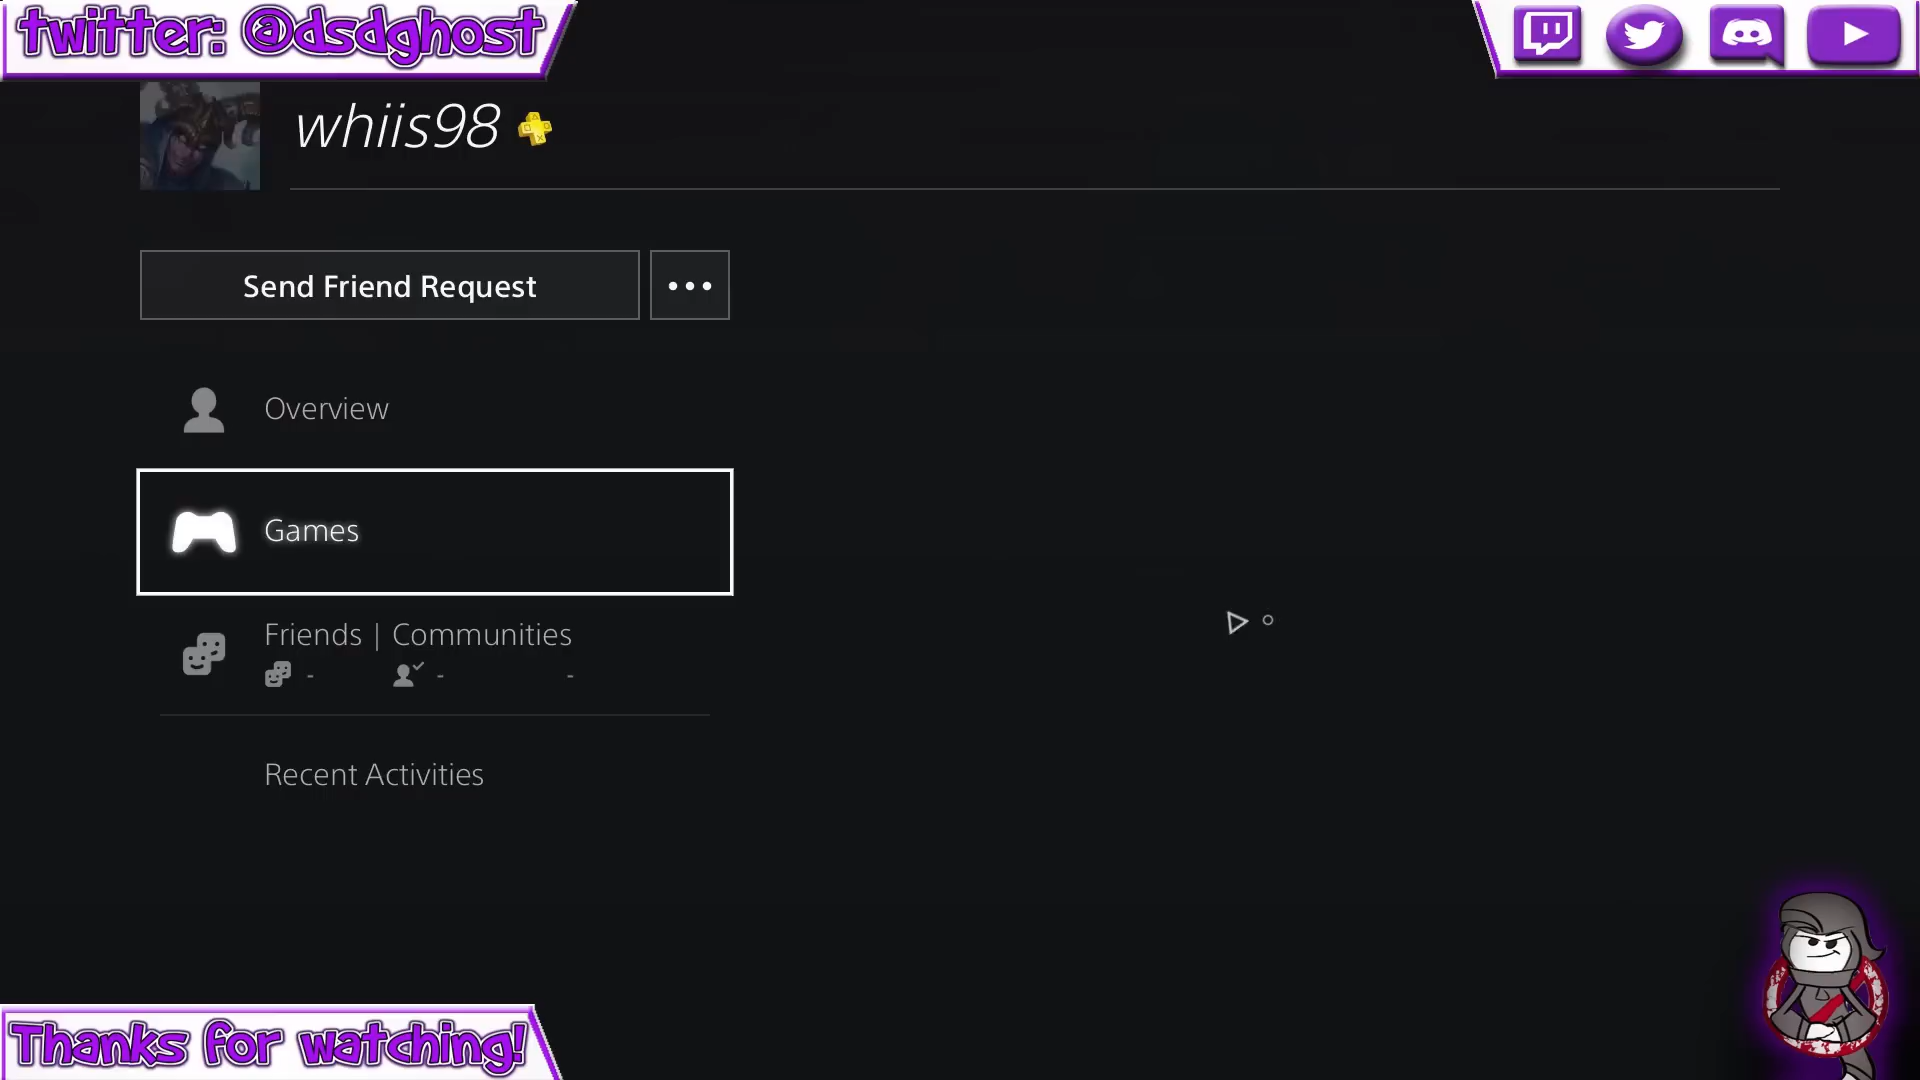 twitter: @dsdghost
whiis98
Send Friend Request
Overview
Games
Friends | Communities
- - -
Recent Activities
Thanks for watching!